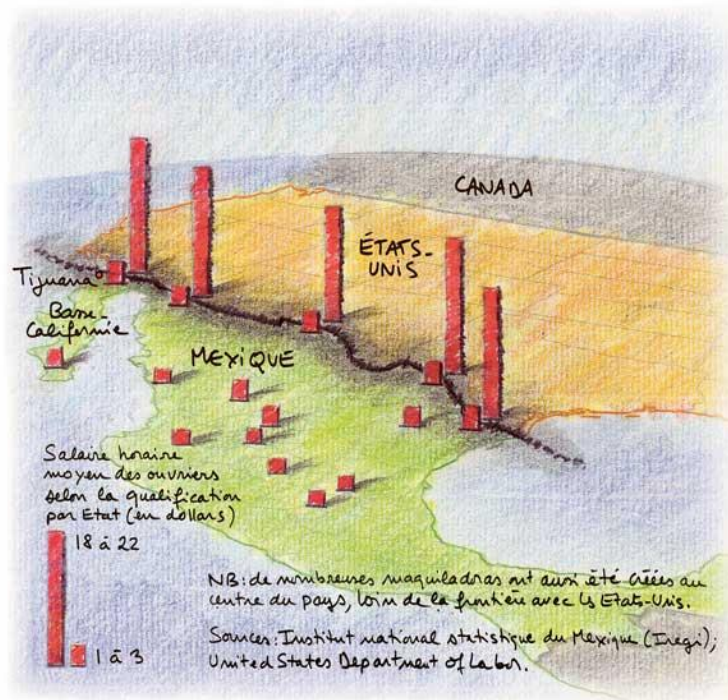 CANADA
ÉTATS-
UNIS
Tijuana
Basse-
Californie
MEXIQUE
Salaire horaire
moyen des ouvriers
selon la qualification
par Etat (en dollars)
18 à 22
1 à 3
NB: de nombreuses maquiladoras ont aussi été créées au
centre du pays, loin de la frontière avec les Etats-Unis.
Sources: Institut national statistique du Mexique (Inegi);
United States Department of Labor.